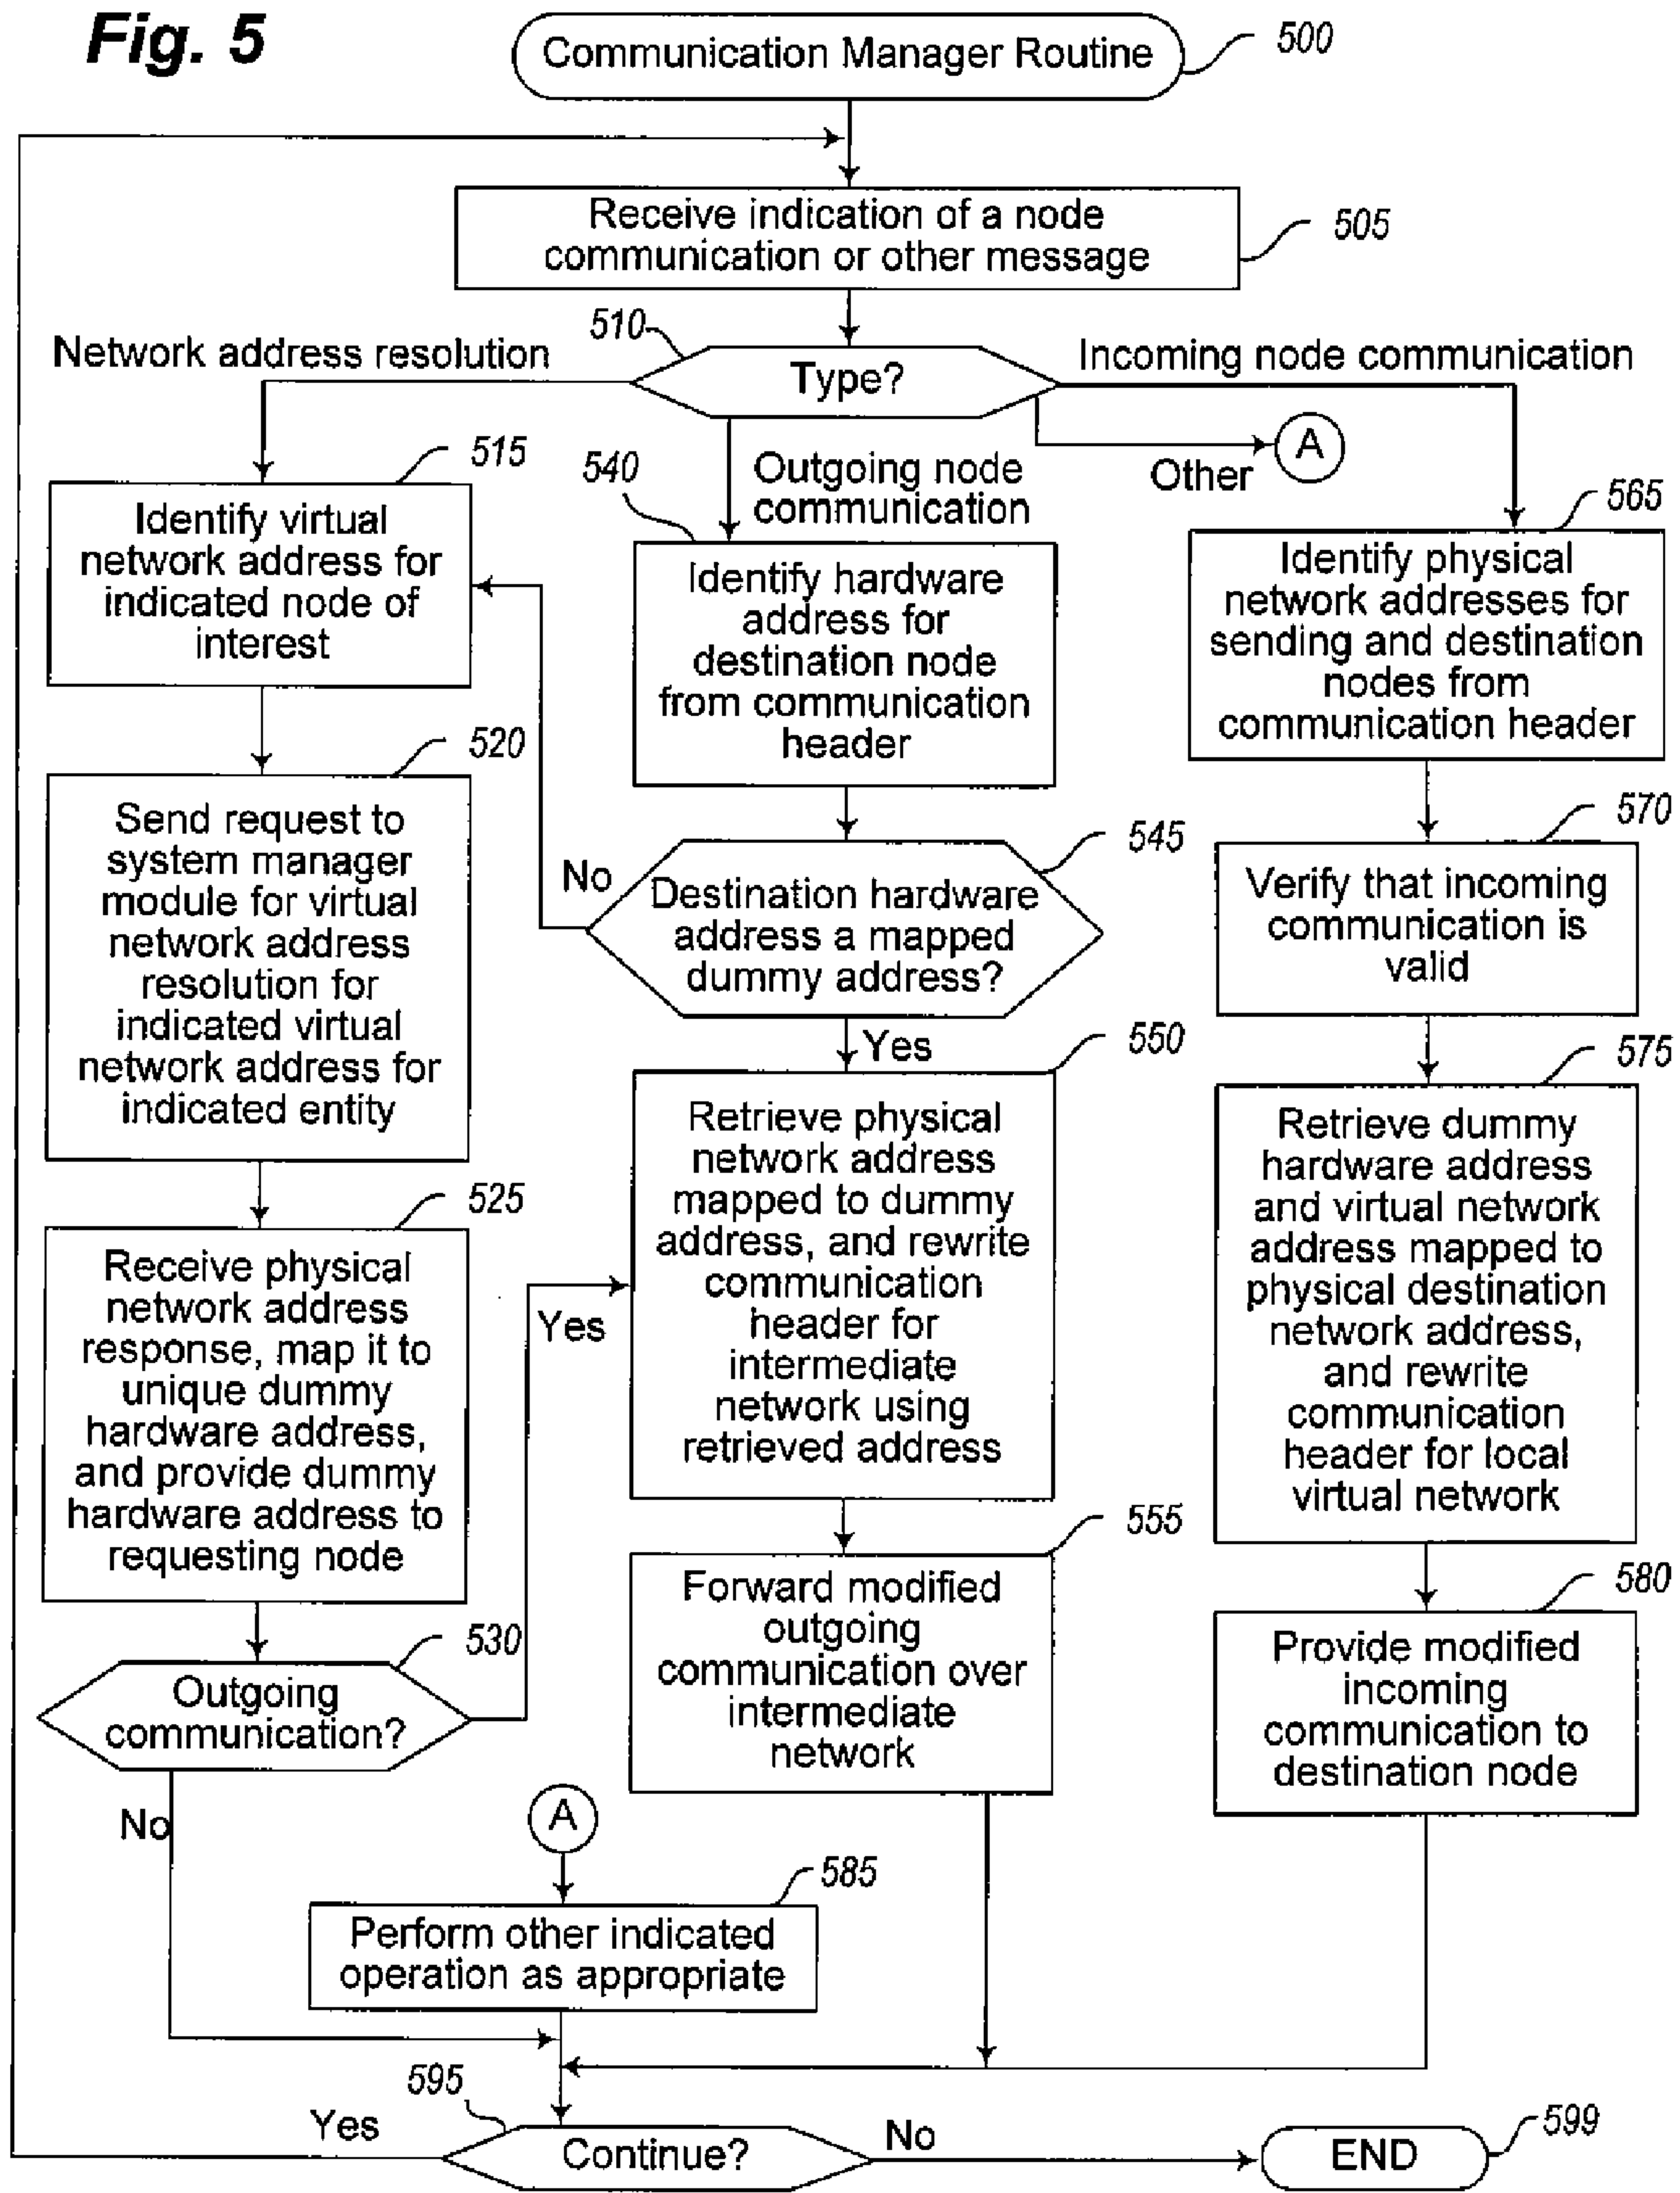 Fig. 5
Communication Manager Routine
500
Receive indication of a node
communication or other message
505
510
Type?
Network address resolution
Incoming node communication
A
Other
Outgoing node
communication
515
Identify virtual
network address for
indicated node of
interest
540
Identify hardware
address for
destination node
from communication
header
565
Identify physical
network addresses for
sending and destination
nodes from
communication header
520
Send request to
system manager
module for virtual
network address
resolution for
indicated virtual
network address for
indicated entity
545
No
Destination hardware
address a mapped
dummy address?
Yes
570
Verify that incoming
communication is
valid
525
Receive physical
network address
response, map it to
unique dummy
hardware address,
and provide dummy
hardware address to
requesting node
550
Retrieve physical
network address
mapped to dummy
address, and rewrite
communication
header for
intermediate
network using
retrieved address
575
Retrieve dummy
hardware address
and virtual network
address mapped to
physical destination
network address,
and rewrite
communication
header for local
virtual network
530
Outgoing
communication?
Yes
No
555
Forward modified
outgoing
communication over
intermediate
network
580
Provide modified
incoming
communication to
destination node
A
585
Perform other indicated
operation as appropriate
595
Continue?
Yes
No
END
599